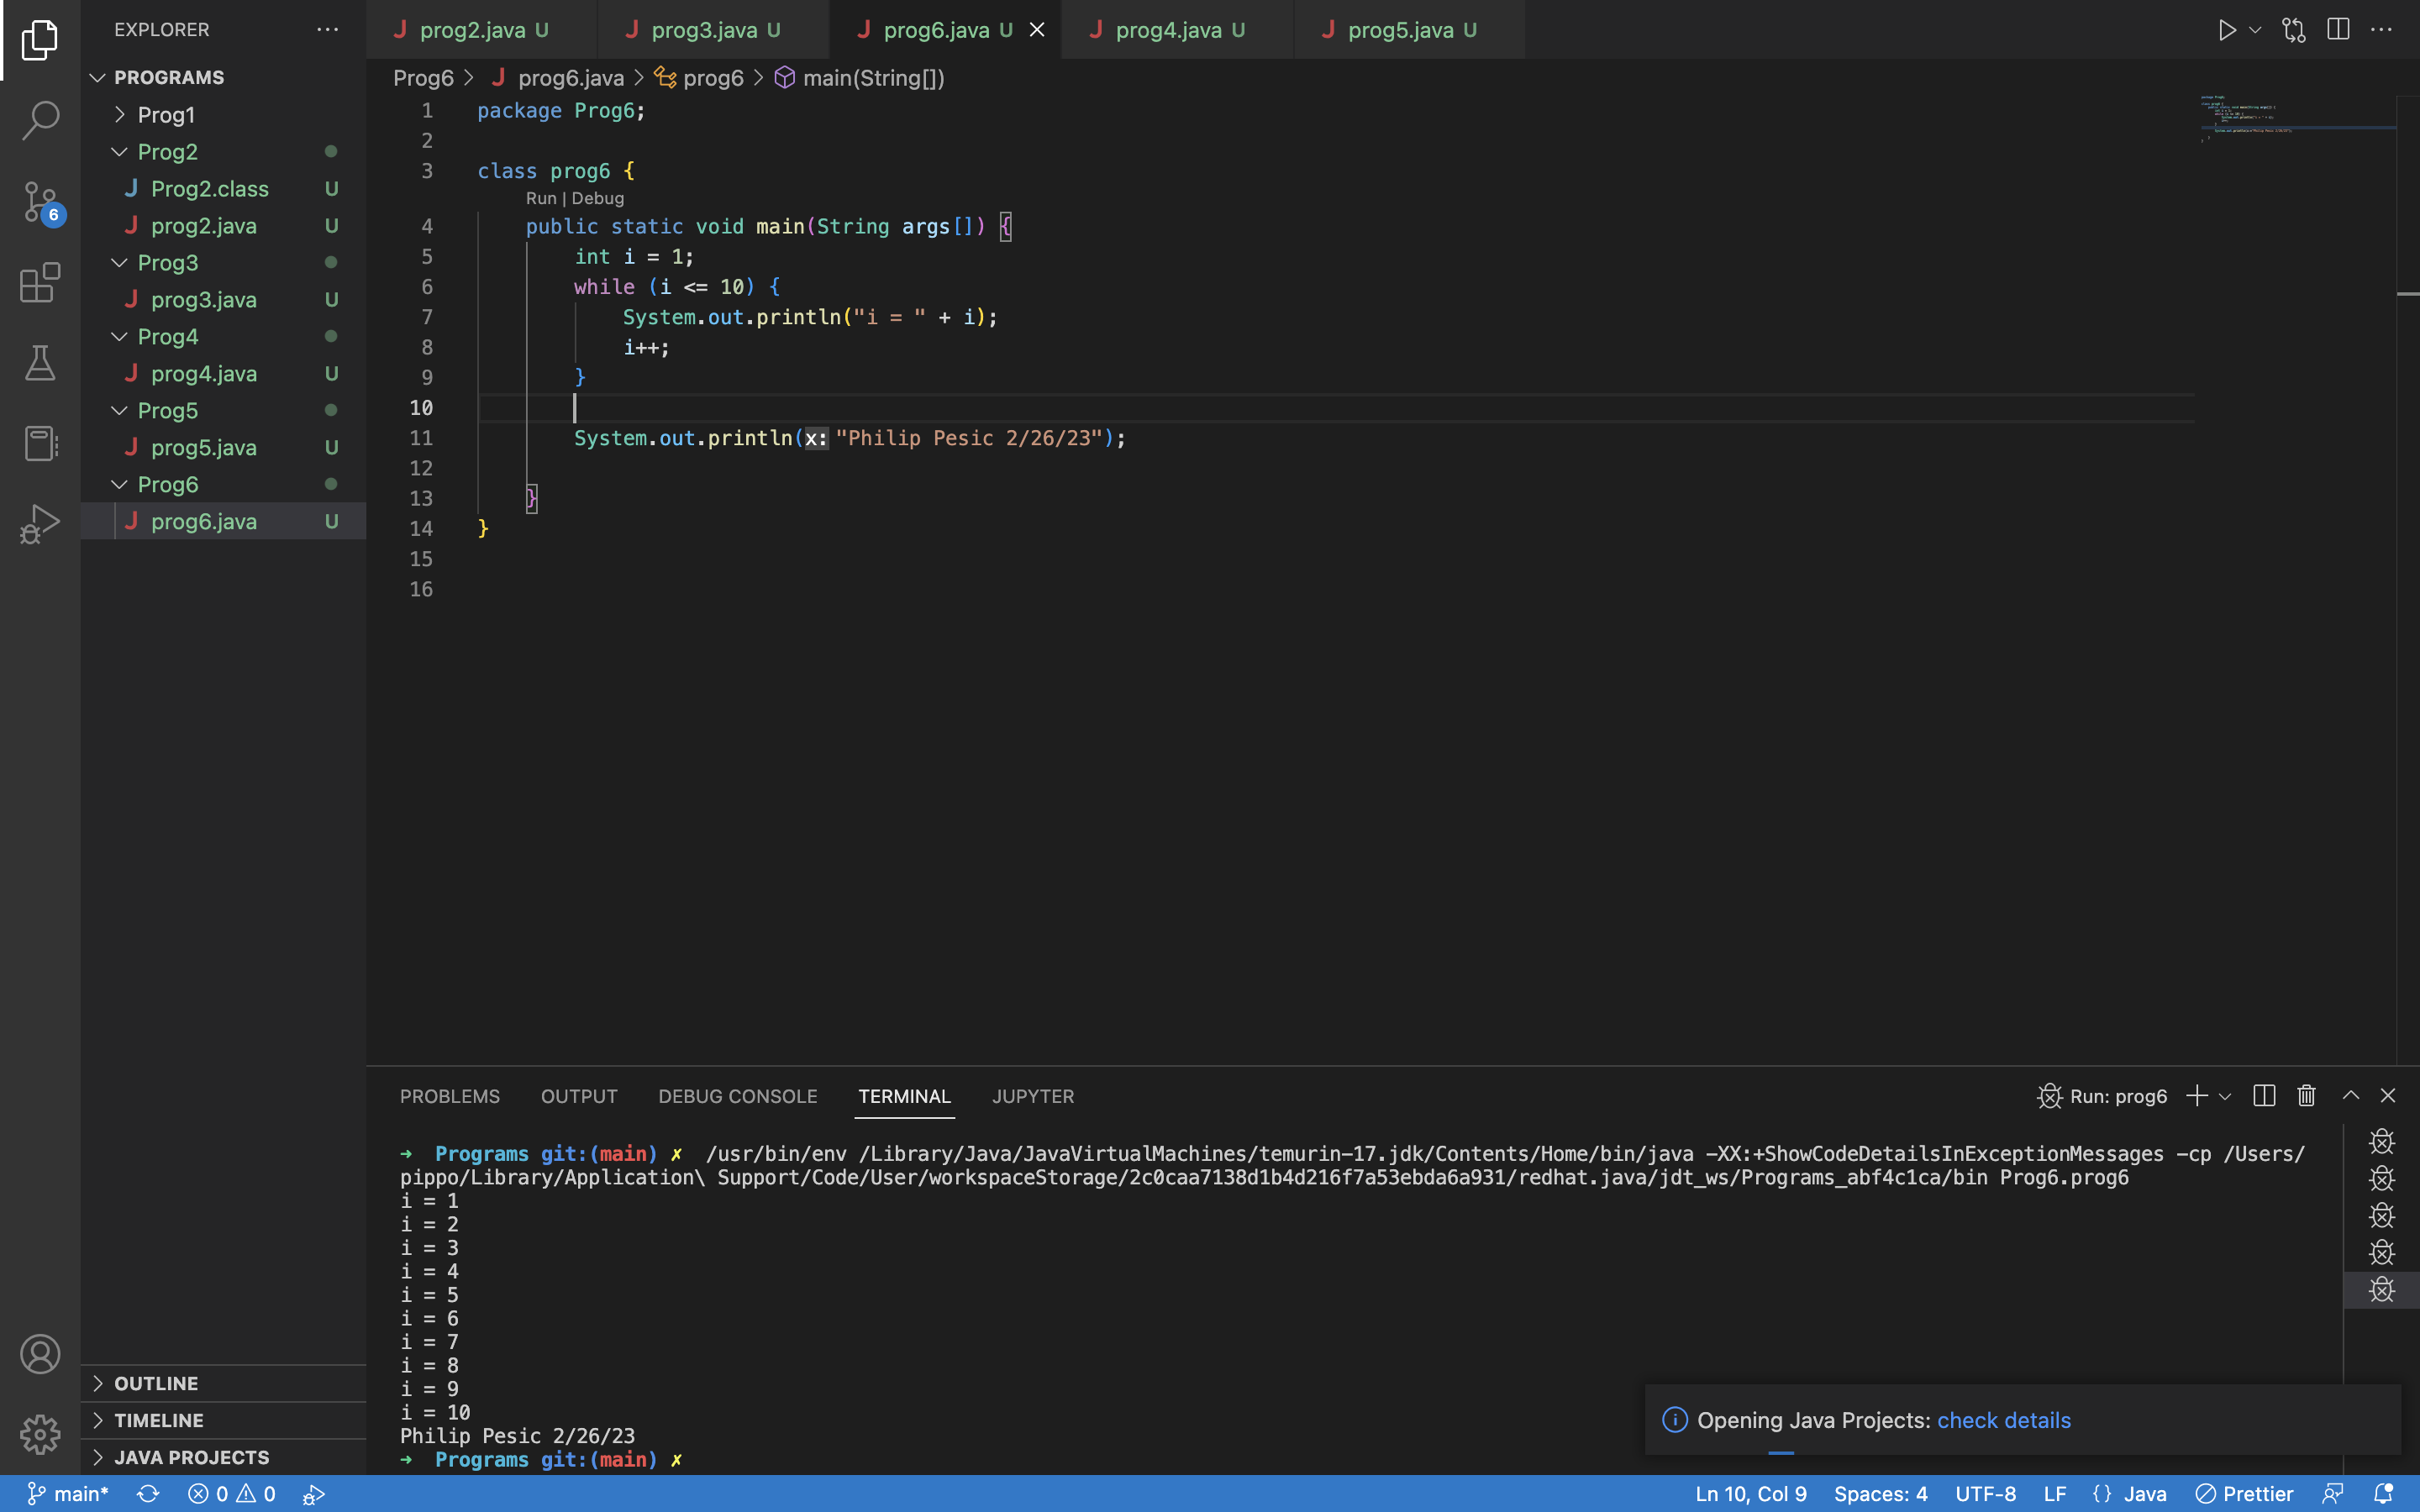 EXPLORER
PROGRAMS
Prog1
Prog2
Prog2.class U
prog2.java U
Prog3
prog3.java U
Prog4
prog4.java U
Prog5
prog5.java U
Prog6
prog6.java U
OUTLINE
TIMELINE
JAVA PROJECTS
6
prog2.java U prog3.java U prog6.java U prog4.java U prog5.java U
Prog6 > prog6.java > prog6 > main(String[])
1 package Prog6;
2
3 class prog6 {
Run | Debug
4 public static void main(String args[]) {
5 int i = 1;
6 while (i <= 10) {
7 System.out.println("i = " + i);
8 i++;
9 }
10
11 System.out.println(x: "Philip Pesic 2/26/23");
12
13 }
14 }
15
16
PROBLEMS OUTPUT DEBUG CONSOLE TERMINAL JUPYTER
Run: prog6
➜ Programs git:(main) ✗ /usr/bin/env /Library/Java/JavaVirtualMachines/temurin-17.jdk/Contents/Home/bin/java -XX:+ShowCodeDetailsInExceptionMessages -cp /Users/
pippo/Library/Application\ Support/Code/User/workspaceStorage/2c0caa7138d1b4d216f7a53ebda6a931/redhat.java/jdt_ws/Programs_abf4c1ca/bin Prog6.prog6
i = 1
i = 2
i = 3
i = 4
i = 5
i = 6
i = 7
i = 8
i = 9
i = 10
Philip Pesic 2/26/23
➜ Programs git:(main) ✗
Opening Java Projects: check details
main* 0 0 Ln 10, Col 9 Spaces: 4 UTF-8 LF {} Java Prettier